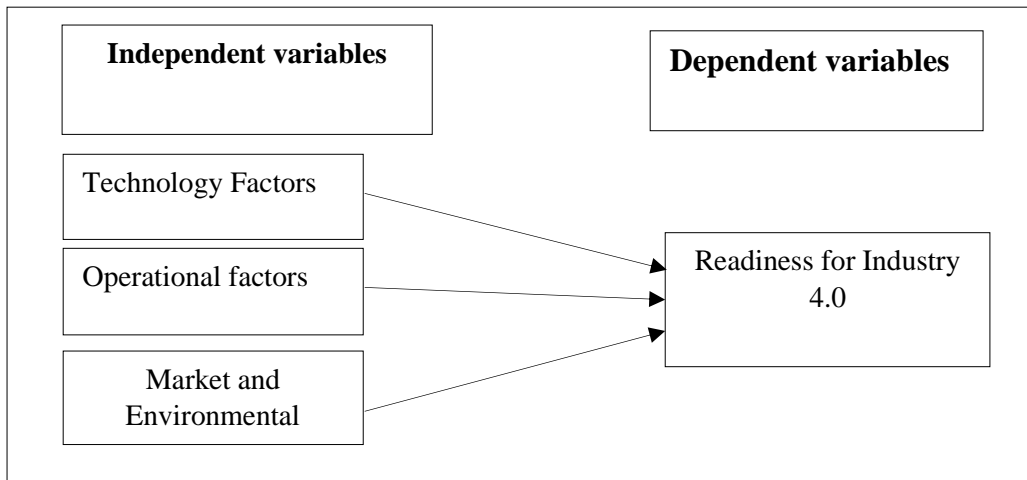 Independent variables
Dependent variables
Technology Factors
Operational factors
Market and
Environmental
Readiness for Industry
4.0